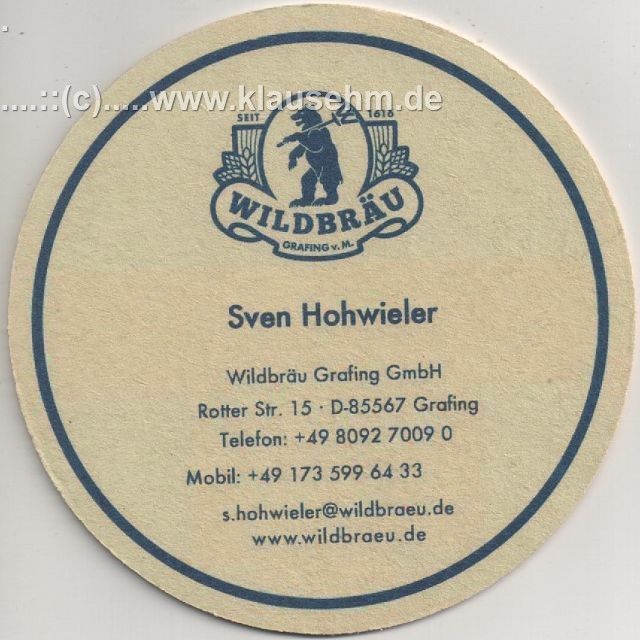 .....::(c).....www.klausehm.de
SEIT 1616
WILDBRÄU
GRAFING v. M.
Sven Hohwieler
Wildbräu Grafing GmbH
Rotter Str. 15 · D-85567 Grafing
Telefon: +49 8092 7009 0
Mobil: +49 173 599 64 33
s.hohwieler@wildbraeu.de
www.wildbraeu.de